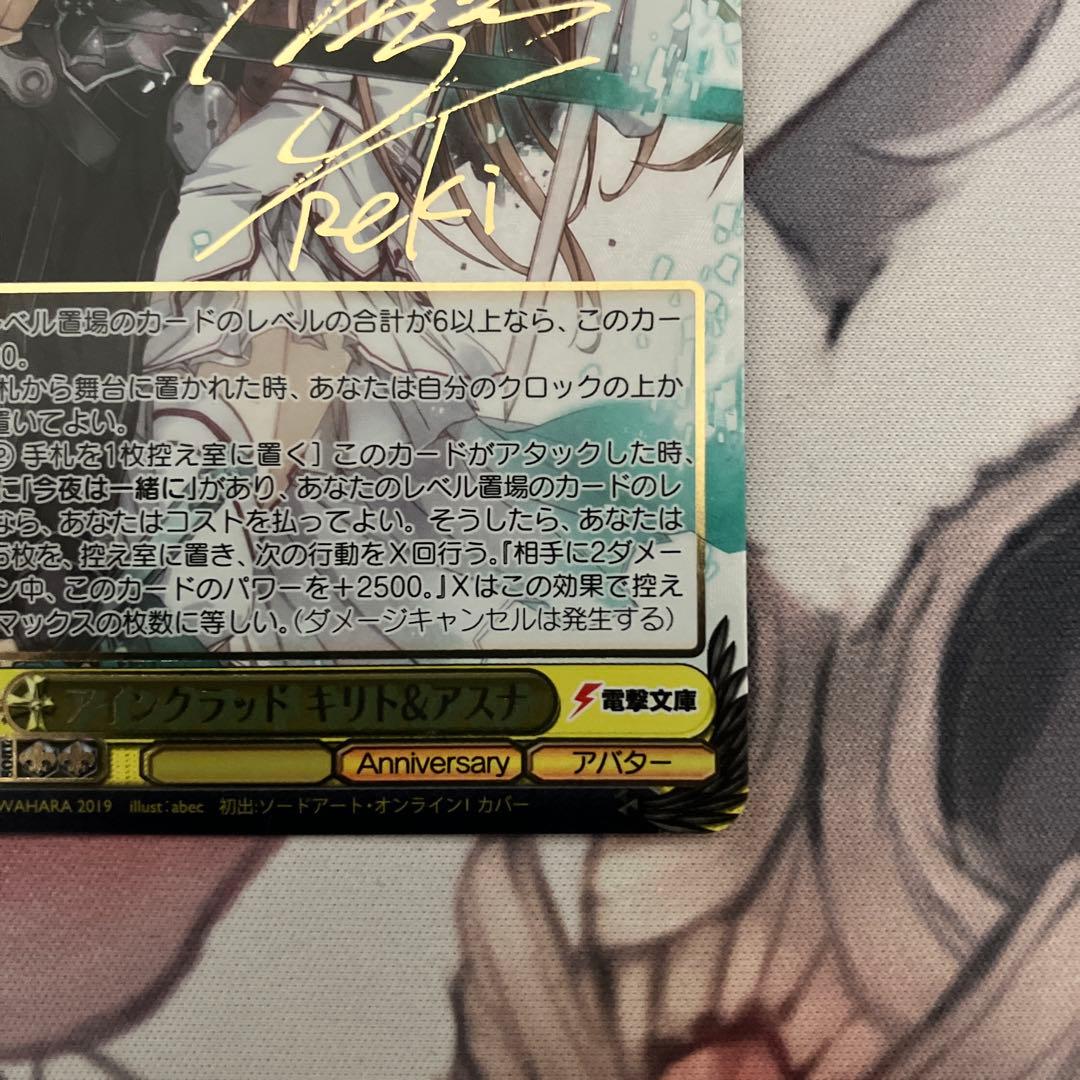 reki
ベル置場のカードのレベルの合計が6以上なら、このカー
0。
札から舞台に置かれた時、あなたは自分のクロックの上か
置いてよい。
② 手札を1枚控え室に置く］ このカードがアタックした時、
に「今夜は一緒に」があり、あなたのレベル置場のカードのレ
なら、あなたはコストを払ってよい。そうしたら、あなたは
5枚を、控え室に置き、次の行動をX回行う。『相手に2ダメー
ン中、このカードのパワーを＋2500。』Xはこの効果で控え
マックスの枚数に等しい。（ダメージキャンセルは発生する）
アインクラッド キリト&アスナ 電撃文庫
Anniversary アバター
WAHARA 2019 illust:abec 初出:ソードアート・オンライン1 カバー